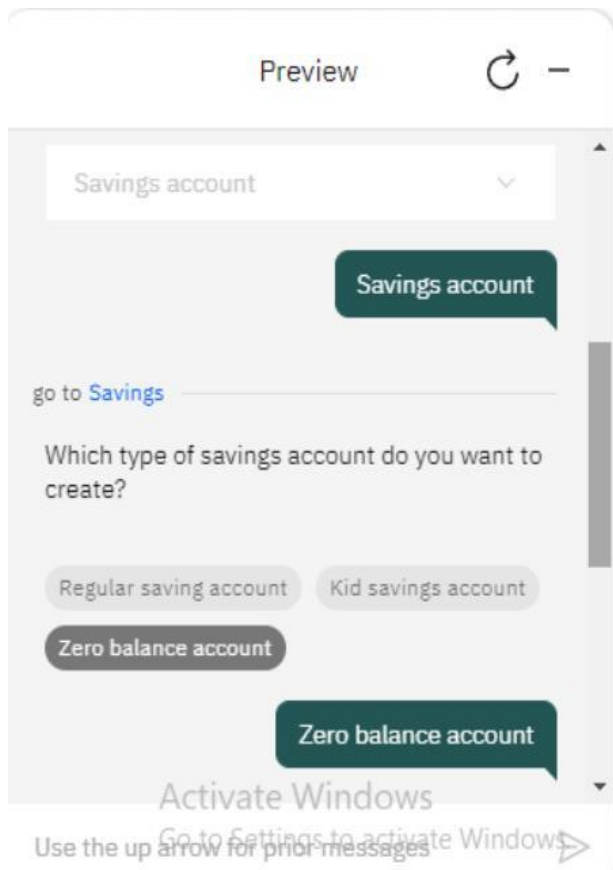 Preview
Savings account
Savings account
go to Savings
Which type of savings account do you want to
create?
Regular saving account Kid savings account
Zero balance account
Zero balance account
Activate Windows
Go to Settings to activate Windows
Use the up arrow for prior messages